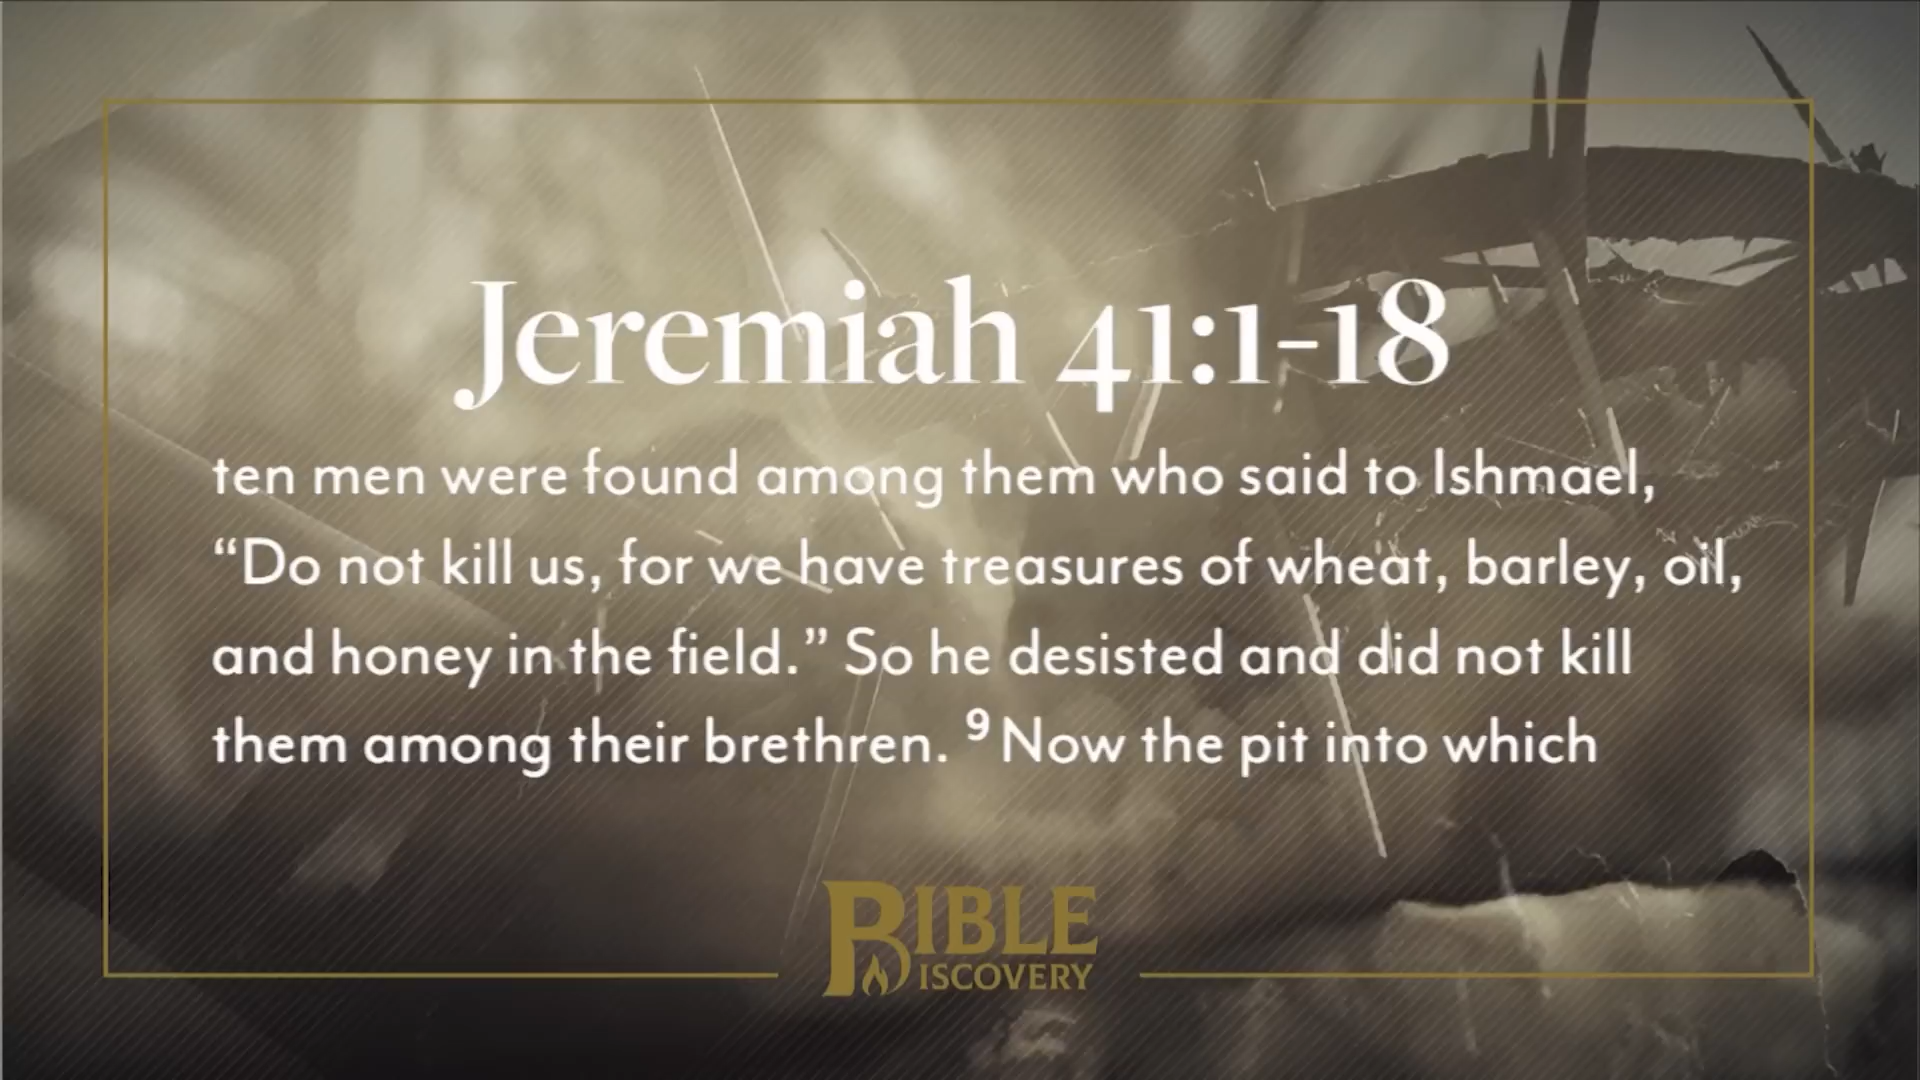 Jeremiah 41:1-18
ten men were found among them who said to Ishmael,
“Do not kill us, for we have treasures of wheat, barley, oil,
and honey in the field.” So he desisted and did not kill
them among their brethren. ⁹ Now the pit into which
BIBLE
DISCOVERY